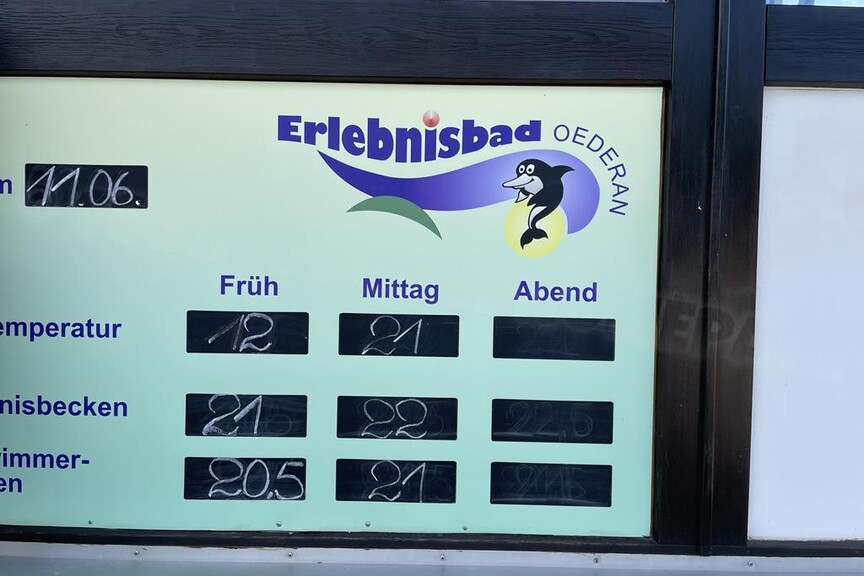 Erlebnisbad OEDERAN
m 11.06.
Früh Mittag Abend
emperatur 12 21
nisbecken 21 22
immer-
en 20,5 21